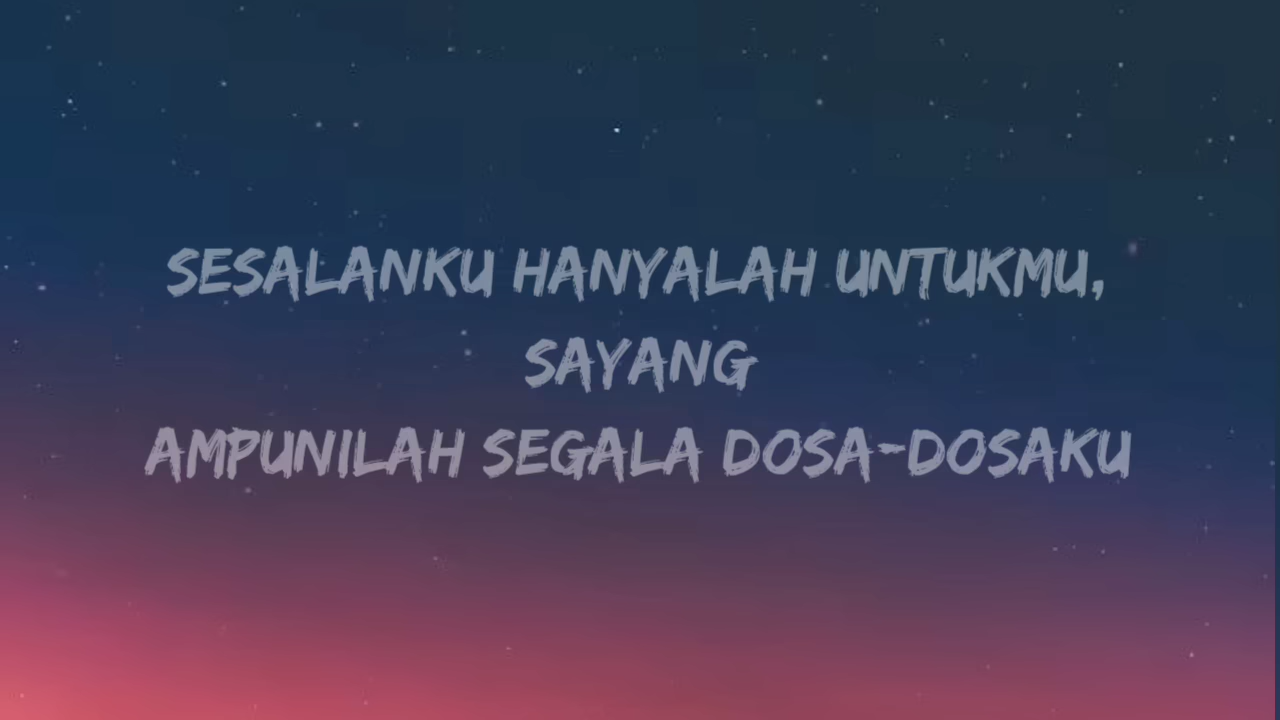 SESALANKU HANYALAH UNTUKMU,
SAYANG
AMPUNILAH SEGALA DOSA-DOSAKU